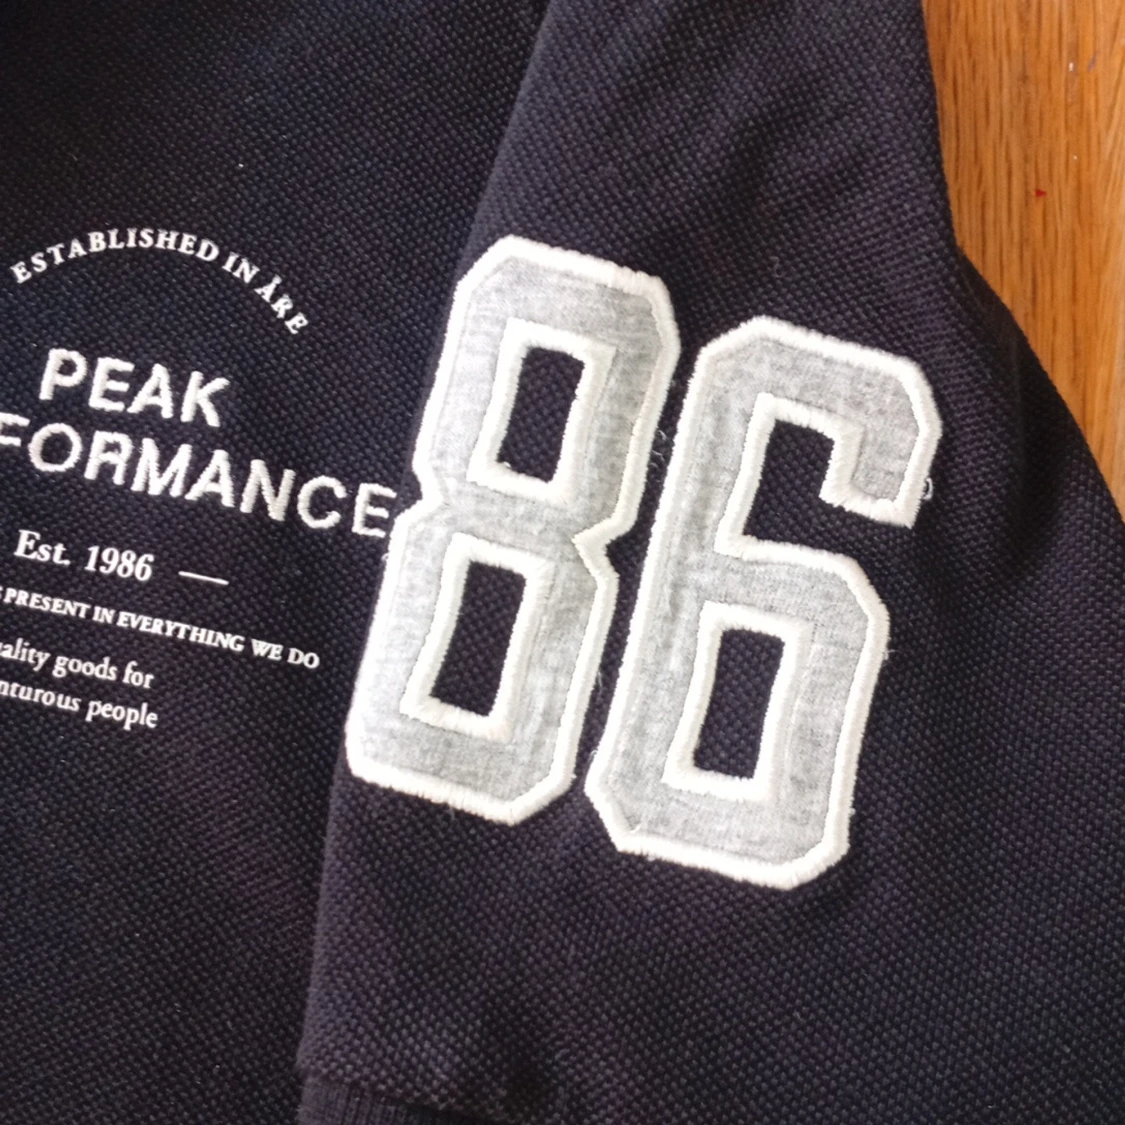 ESTABLISHED IN ÅRE
PEAK
FORMANCE
Est. 1986 —
PRESENT IN EVERYTHING WE DO
ality goods for
nturous people
86